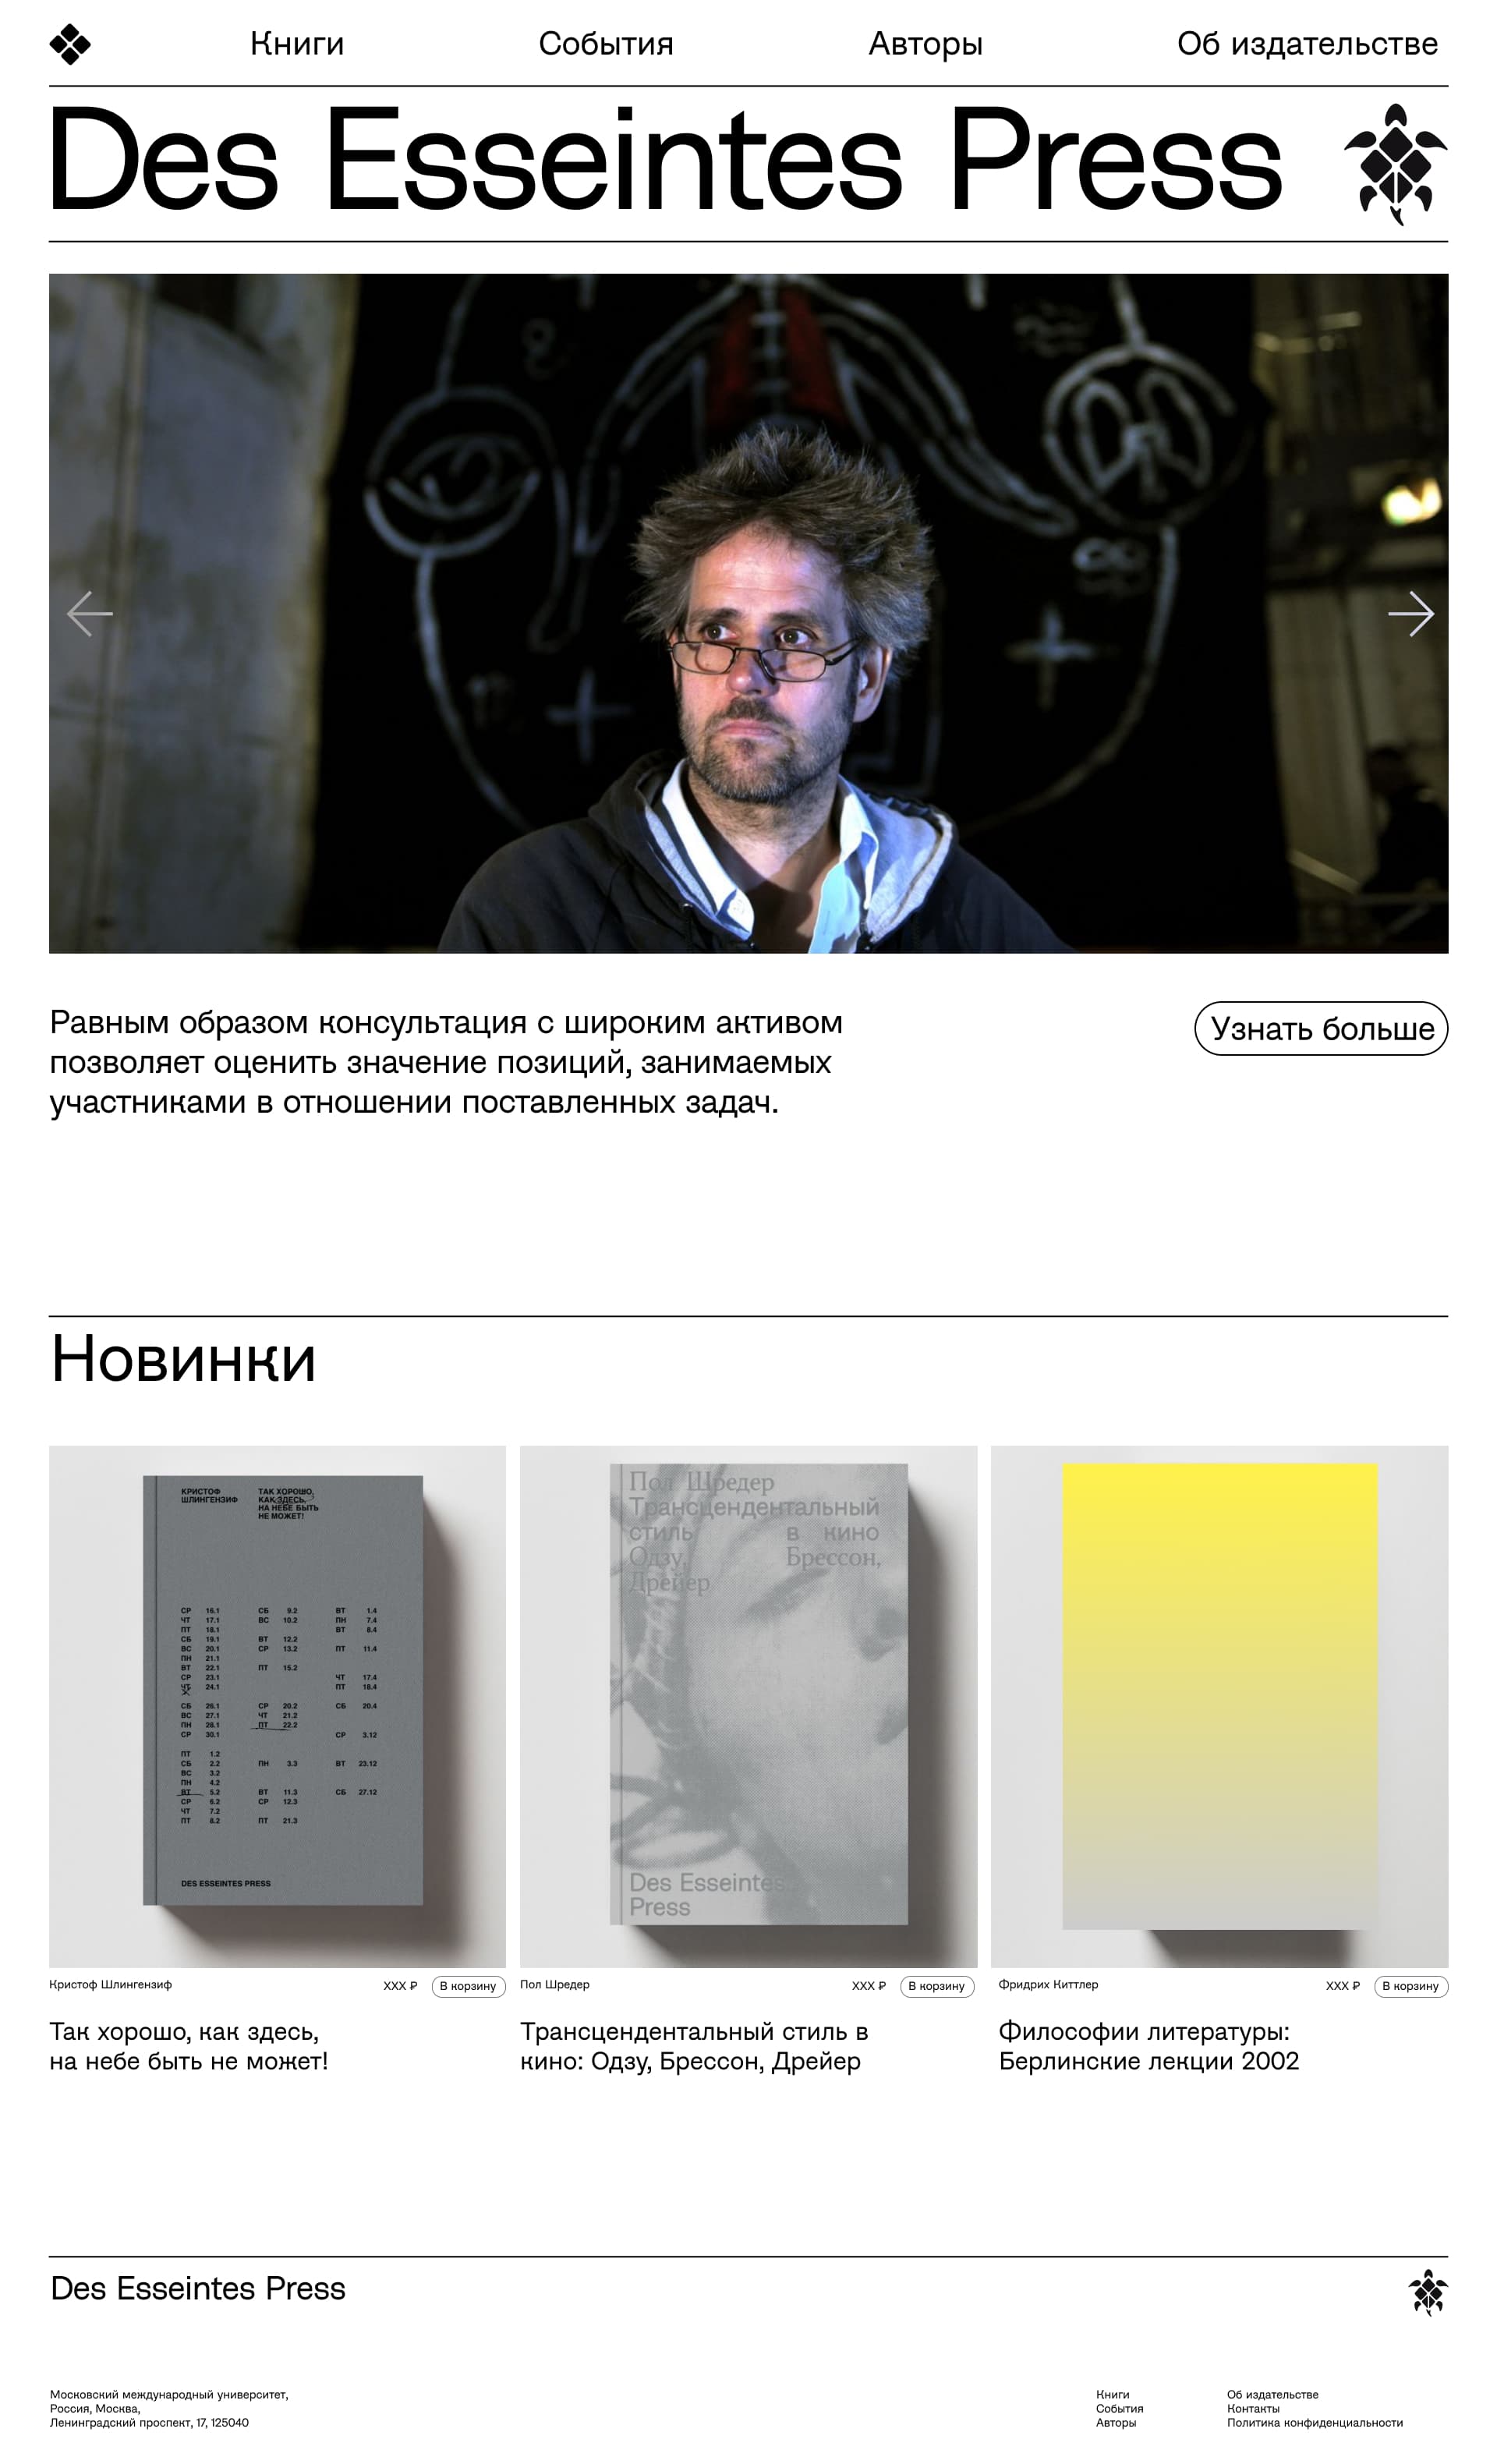 Книги
События
Авторы
Об издательстве
Des Esseintes Press
Равным образом консультация с широким активом
позволяет оценить значение позиций, занимаемых
участниками в отношении поставленных задач.
Узнать больше
Новинки
КРИСТОФ
ШЛИНГЕНЗИФ
ТАК ХОРОШО,
КАК ЗДЕСЬ,
НА НЕБЕ БЫТЬ
НЕ МОЖЕТ!
СР 16.1 СБ 9.2 ВТ 1.4
ЧТ 17.1 ВС 10.2 ПН 7.4
ПТ 18.1 ВТ 8.4
СБ 19.1 ВТ 12.2
ВС 20.1 СР 13.2 ПТ 11.4
ПН 21.1
ВТ 22.1 ПТ 15.2
СР 23.1 ЧТ 17.4
ЧТ 24.1 ПТ 18.4
СБ 26.1 СР 20.2 СБ 20.4
ВС 27.1 ЧТ 21.2
ПН 28.1 ПТ 22.2
СР 30.1 СР 3.12
ПТ 1.2
СБ 2.2 ПН 3.3 ВТ 23.12
ВС 3.2
ПН 4.2
ВТ 5.2 ВТ 11.3 СБ 27.12
СР 6.2 СР 12.3
ЧТ 7.2
ПТ 8.2 ПТ 21.3
DES ESSEINTES PRESS
Пол Шредер
Трансцендентальный
стиль в кино
Одзу, Брессон,
Дрейер
Des Esseintes
Press
Кристоф Шлингензиф
XXX ₽
В корзину
Так хорошо, как здесь,
на небе быть не может!
Пол Шредер
XXX ₽
В корзину
Трансцендентальный стиль в
кино: Одзу, Брессон, Дрейер
Фридрих Киттлер
XXX ₽
В корзину
Философии литературы:
Берлинские лекции 2002
Des Esseintes Press
Московский международный университет,
Россия, Москва,
Ленинградский проспект, 17, 125040
Книги
События
Авторы
Об издательстве
Контакты
Политика конфиденциальности